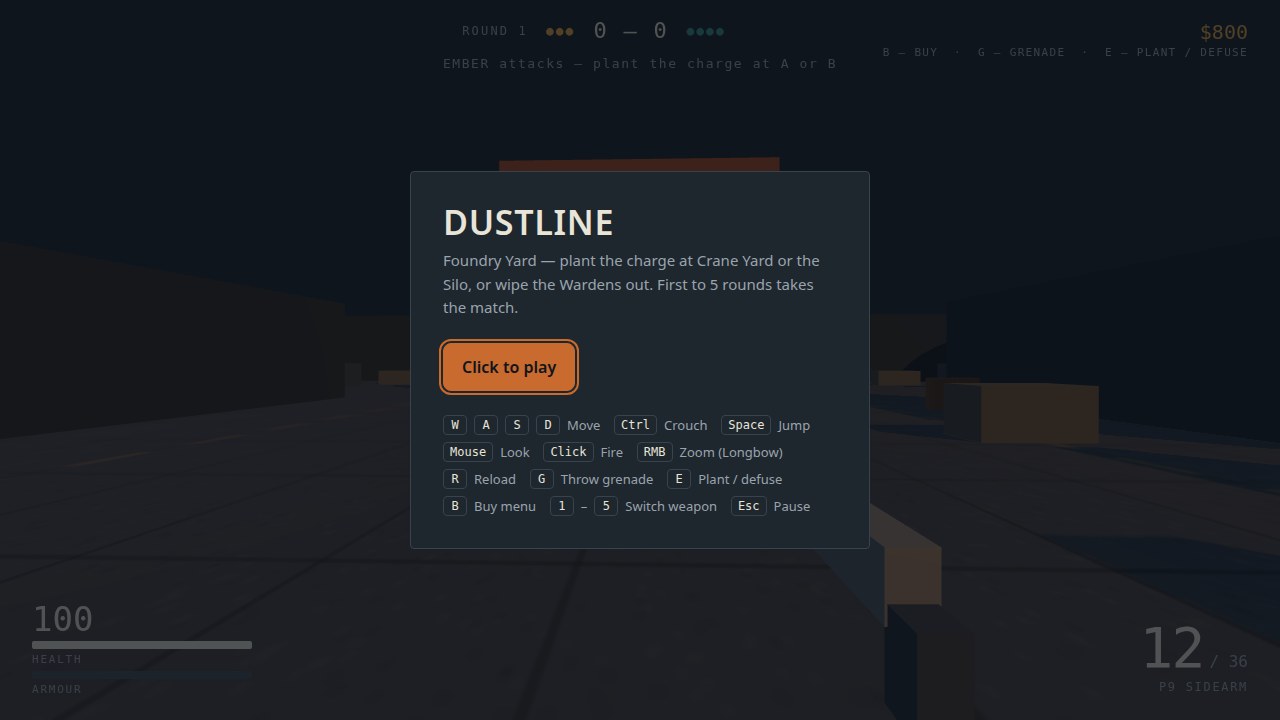 ROUND 1 0 — 0
$800
B — BUY · G — GRENADE · E — PLANT / DEFUSE
EMBER attacks — plant the charge at A or B
DUSTLINE
Foundry Yard — plant the charge at Crane Yard or the
Silo, or wipe the Wardens out. First to 5 rounds takes
the match.
Click to play
W A S D Move Ctrl Crouch Space Jump
Mouse Look Click Fire RMB Zoom (Longbow)
R Reload G Throw grenade E Plant / defuse
B Buy menu 1 – 5 Switch weapon Esc Pause
100
HEALTH
ARMOUR
12 / 36
P9 SIDEARM